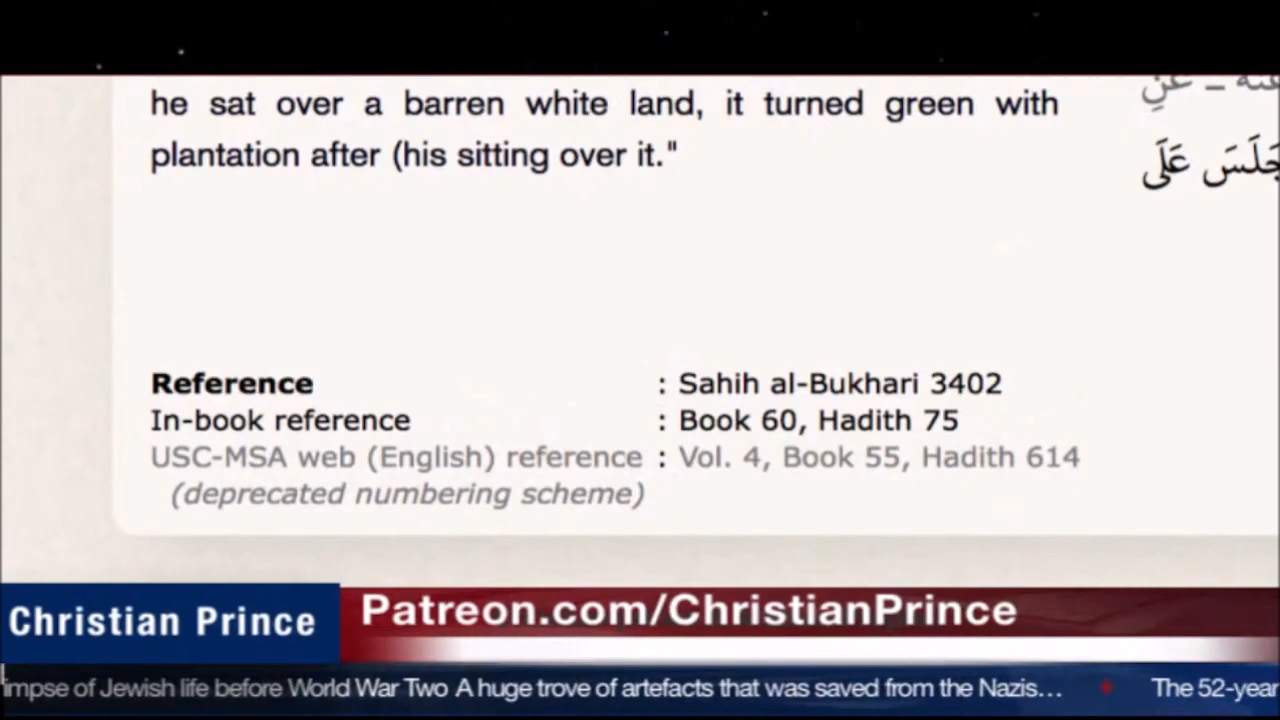 he sat over a barren white land, it turned green with
plantation after (his sitting over it."
عَنِ
جَلَسَ عَلَى
Reference : Sahih al-Bukhari 3402
In-book reference : Book 60, Hadith 75
USC-MSA web (English) reference : Vol. 4, Book 55, Hadith 614
(deprecated numbering scheme)
Christian Prince
Patreon.com/ChristianPrince
impse of Jewish life before World War Two A huge trove of artefacts that was saved from the Nazis... The 52-year